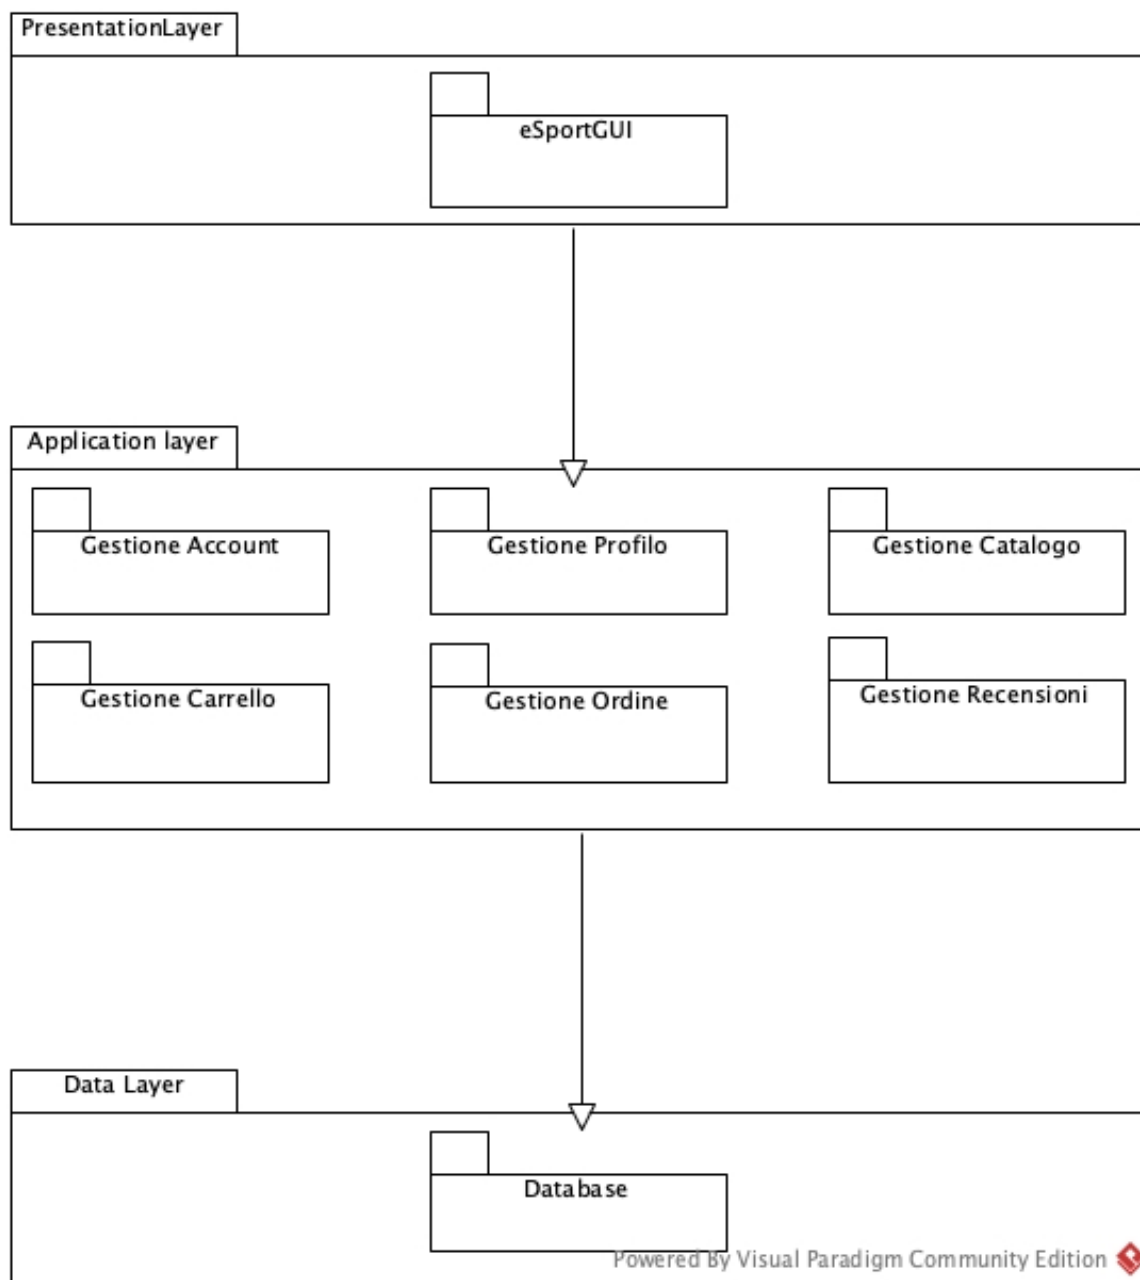 PresentationLayer
eSportGUI
Application layer
Gestione Account
Gestione Profilo
Gestione Catalogo
Gestione Carrello
Gestione Ordine
Gestione Recensioni
Data Layer
Database
Powered By Visual Paradigm Community Edition